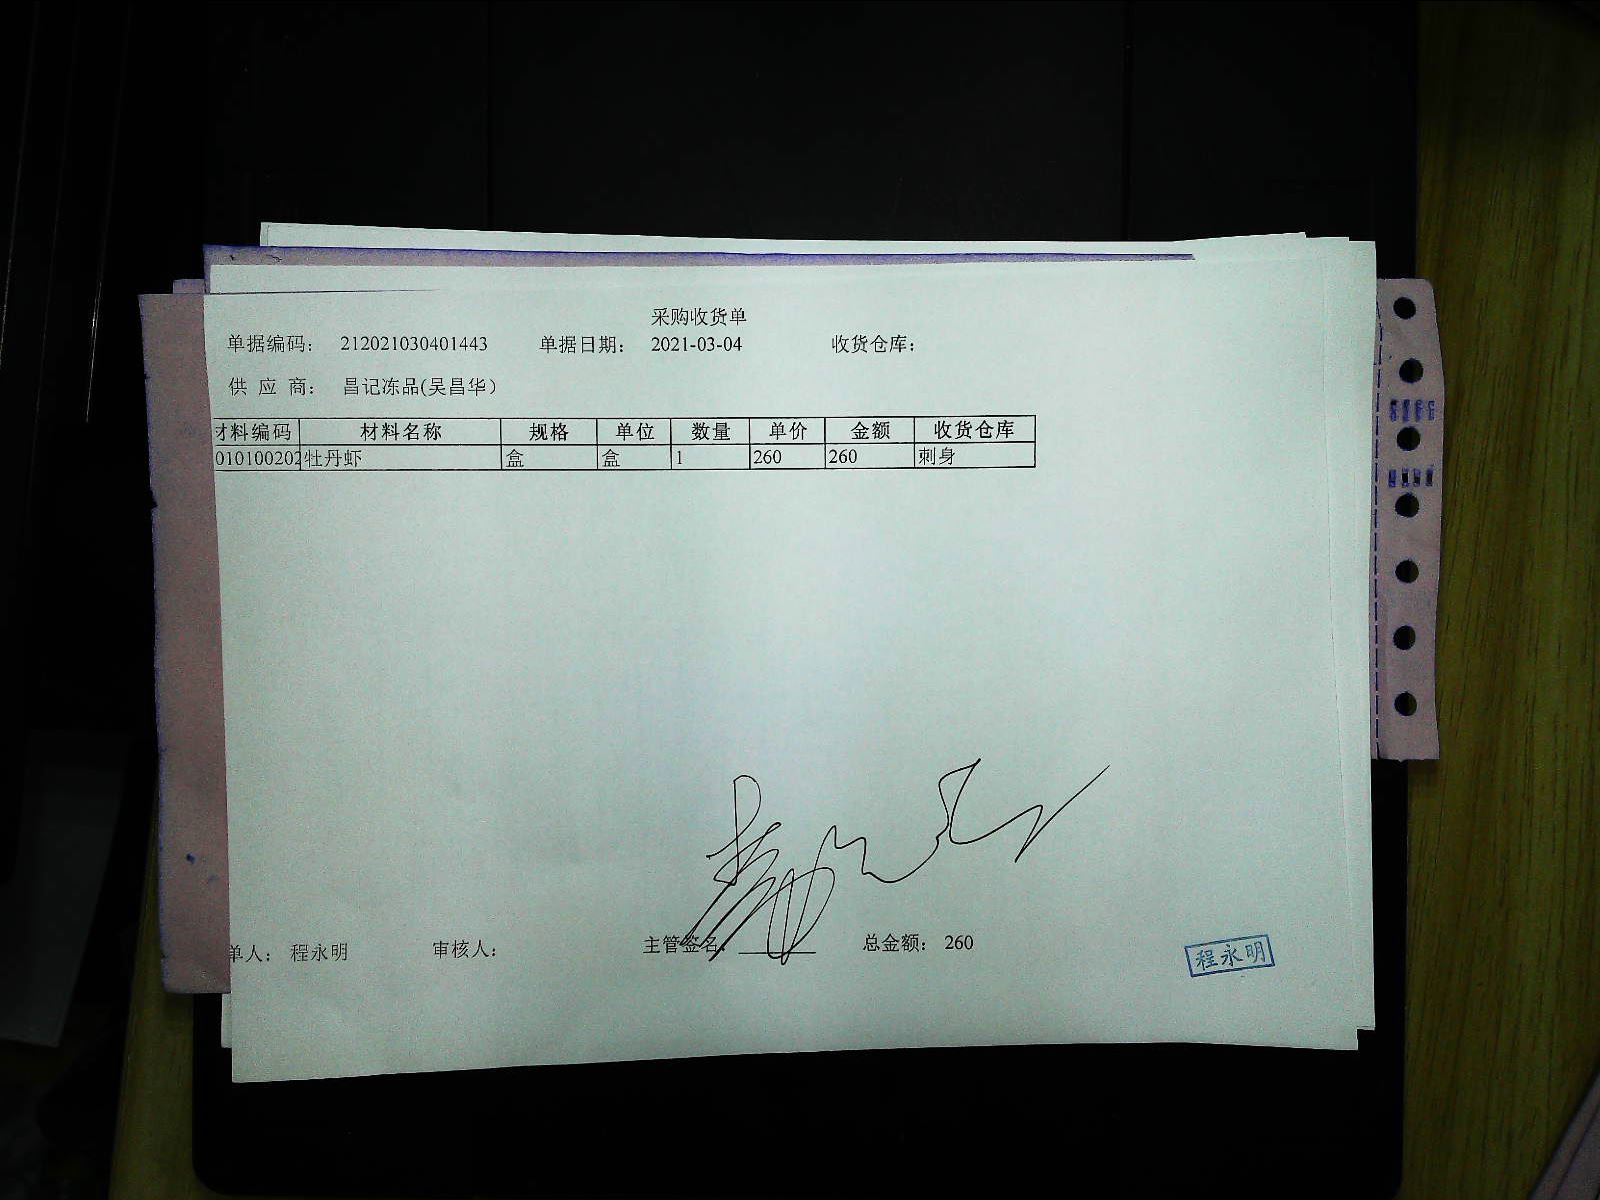 采购收货单
单据编码： 212021030401443 单据日期： 2021-03-04 收货仓库：
供 应 商： 昌记冻品(吴昌华）
材料编码 材料名称 规格 单位 数量 单价 金额 收货仓库
010100202 牡丹虾 盒 盒 1 260 260 刺身
单人： 程永明 审核人： 主管签名： 总金额： 260
程永明